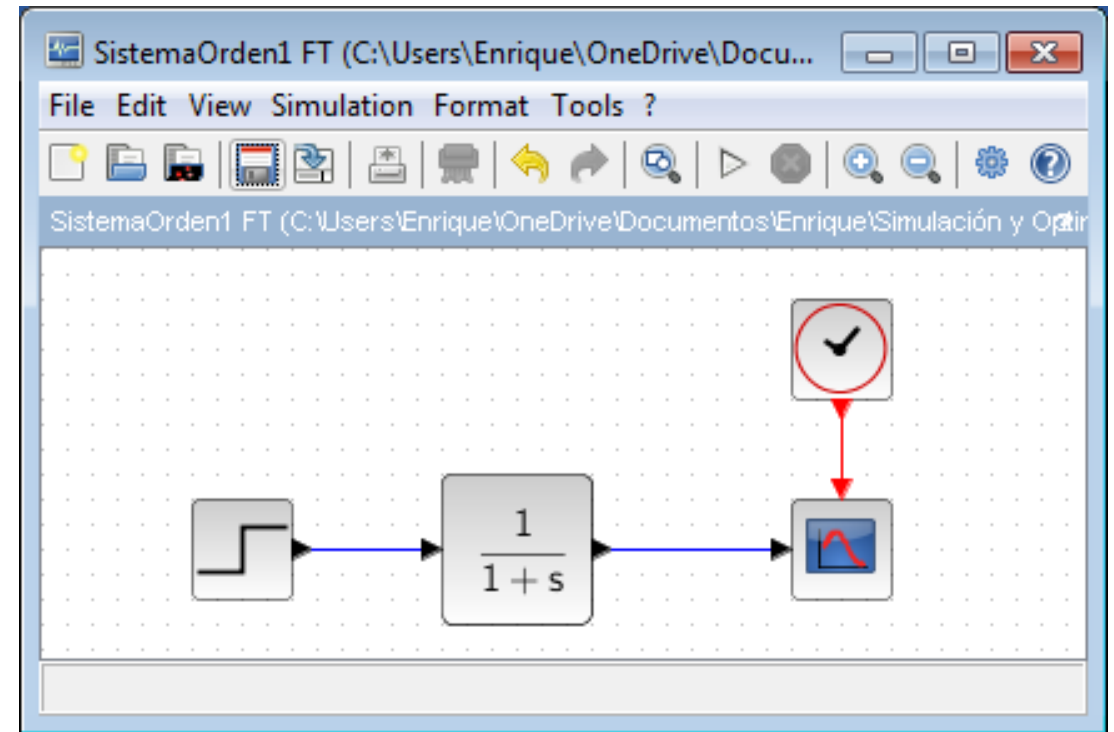 SistemaOrden1 FT (C:\Users\Enrique\OneDrive\Docu...
File Edit View Simulation Format Tools ?
SistemaOrden1 FT (C:\Users\Enrique\OneDrive\Documentos\Enrique\Simulación y
1
1 + s